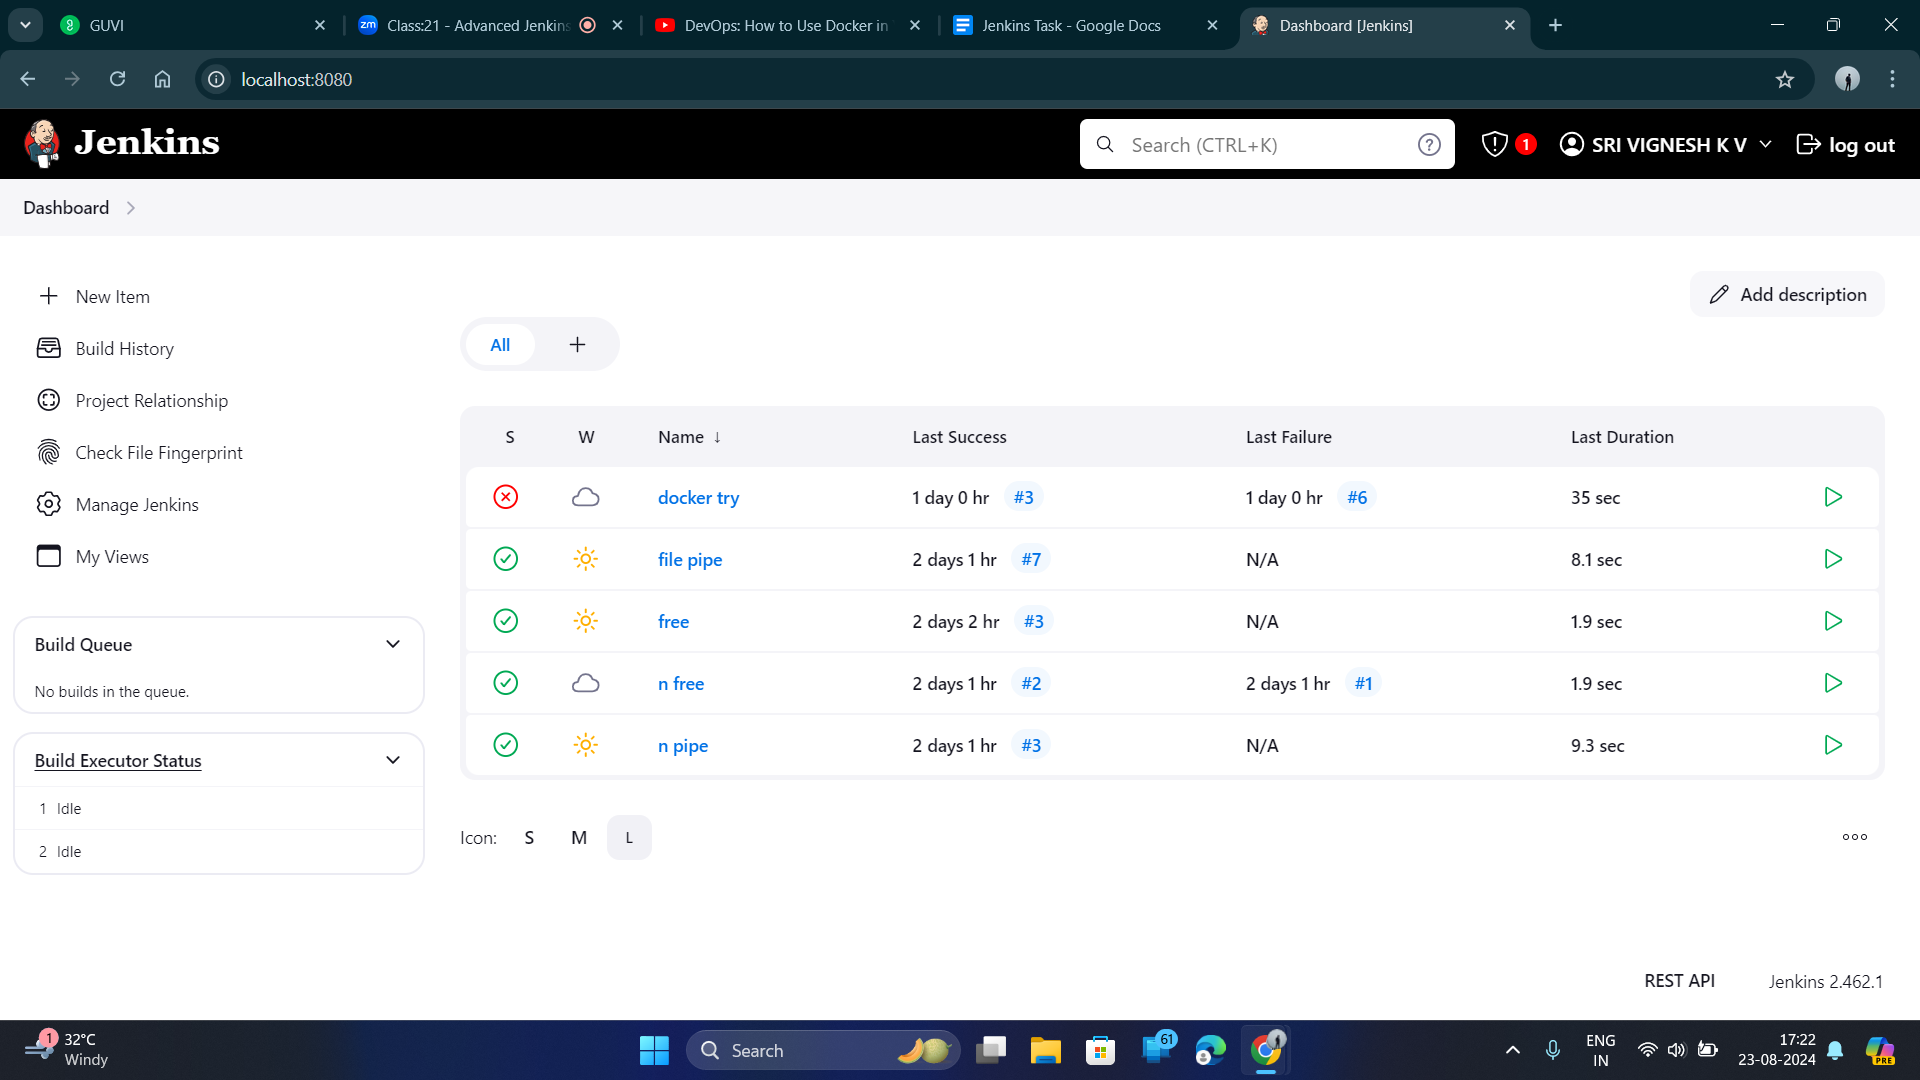 GUVI
zm Class:21 - Advanced Jenkins
DevOps: How to Use Docker in
Jenkins Task - Google Docs
Dashboard [Jenkins]
localhost:8080
Jenkins
Search (CTRL+K)
?
1
SRI VIGNESH K V
log out
Dashboard
New Item
Build History
Project Relationship
Check File Fingerprint
Manage Jenkins
My Views
Add description
All +
S W Name ↓ Last Success Last Failure Last Duration
docker try 1 day 0 hr #3 1 day 0 hr #6 35 sec
file pipe 2 days 1 hr #7 N/A 8.1 sec
free 2 days 2 hr #3 N/A 1.9 sec
n free 2 days 1 hr #2 2 days 1 hr #1 1.9 sec
n pipe 2 days 1 hr #3 N/A 9.3 sec
Build Queue
No builds in the queue.
Build Executor Status
1 Idle
2 Idle
Icon: S M L
REST API Jenkins 2.462.1
1
32°C
Windy
Search
61
ENG
IN
17:22
23-08-2024
PRE